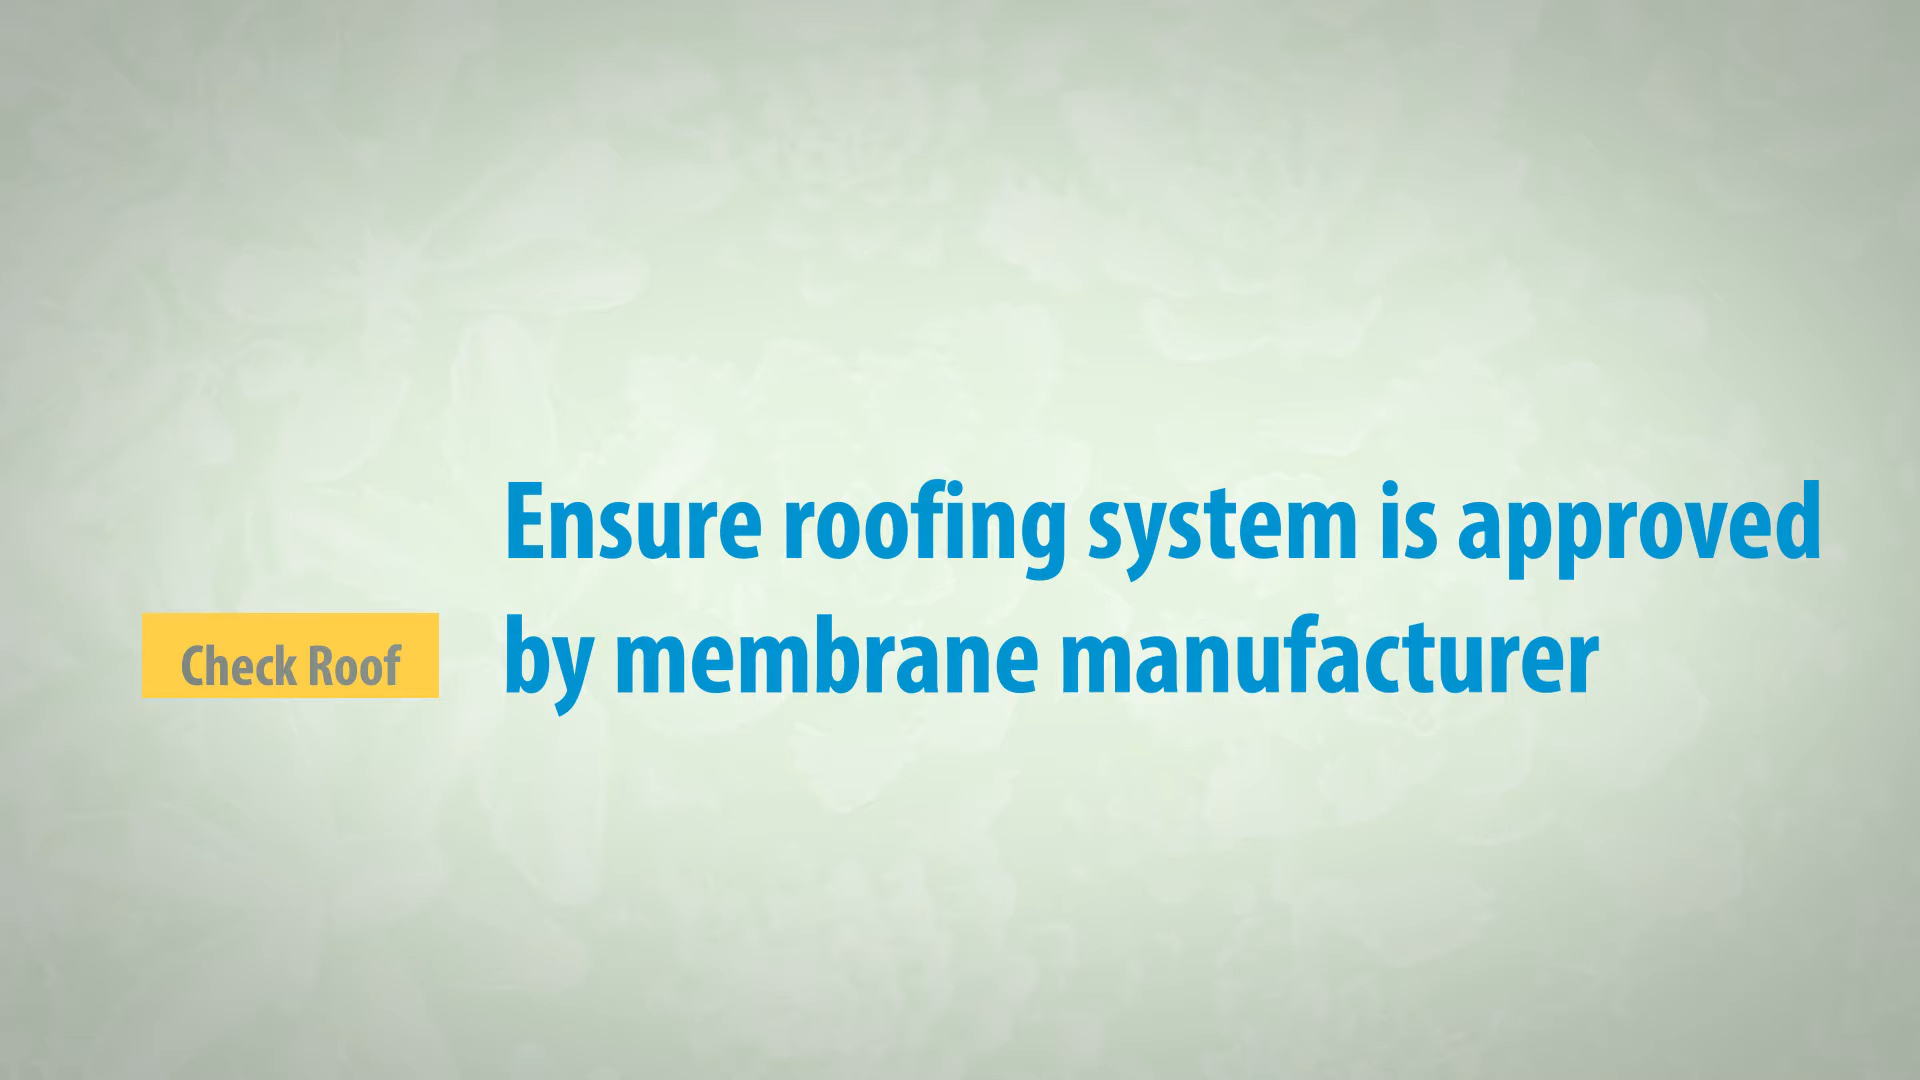 Ensure roofing system is approved
by membrane manufacturer
Check Roof